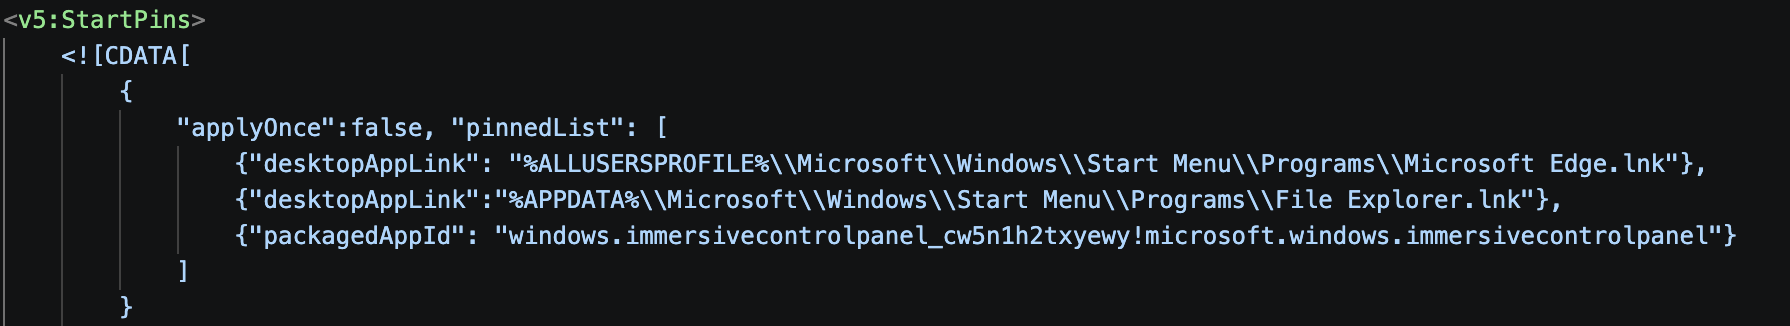 <v5:StartPins>
<![CDATA[
{
"applyOnce":false, "pinnedList": [
{"desktopAppLink": "%ALLUSERSPROFILE%\\Microsoft\\Windows\\Start Menu\\Programs\\Microsoft Edge.lnk"},
{"desktopAppLink":"%APPDATA%\\Microsoft\\Windows\\Start Menu\\Programs\\File Explorer.lnk"},
{"packagedAppId": "windows.immersivecontrolpanel_cw5n1h2txyewy!microsoft.windows.immersivecontrolpanel"}
]
}